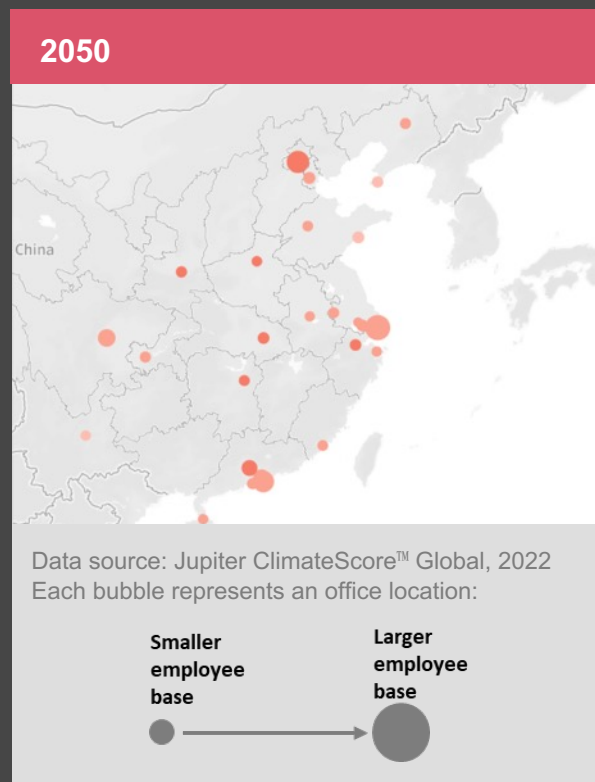 2050
China
Data source: Jupiter ClimateScore™ Global, 2022
Each bubble represents an office location:
Smaller
employee
base
Larger
employee
base